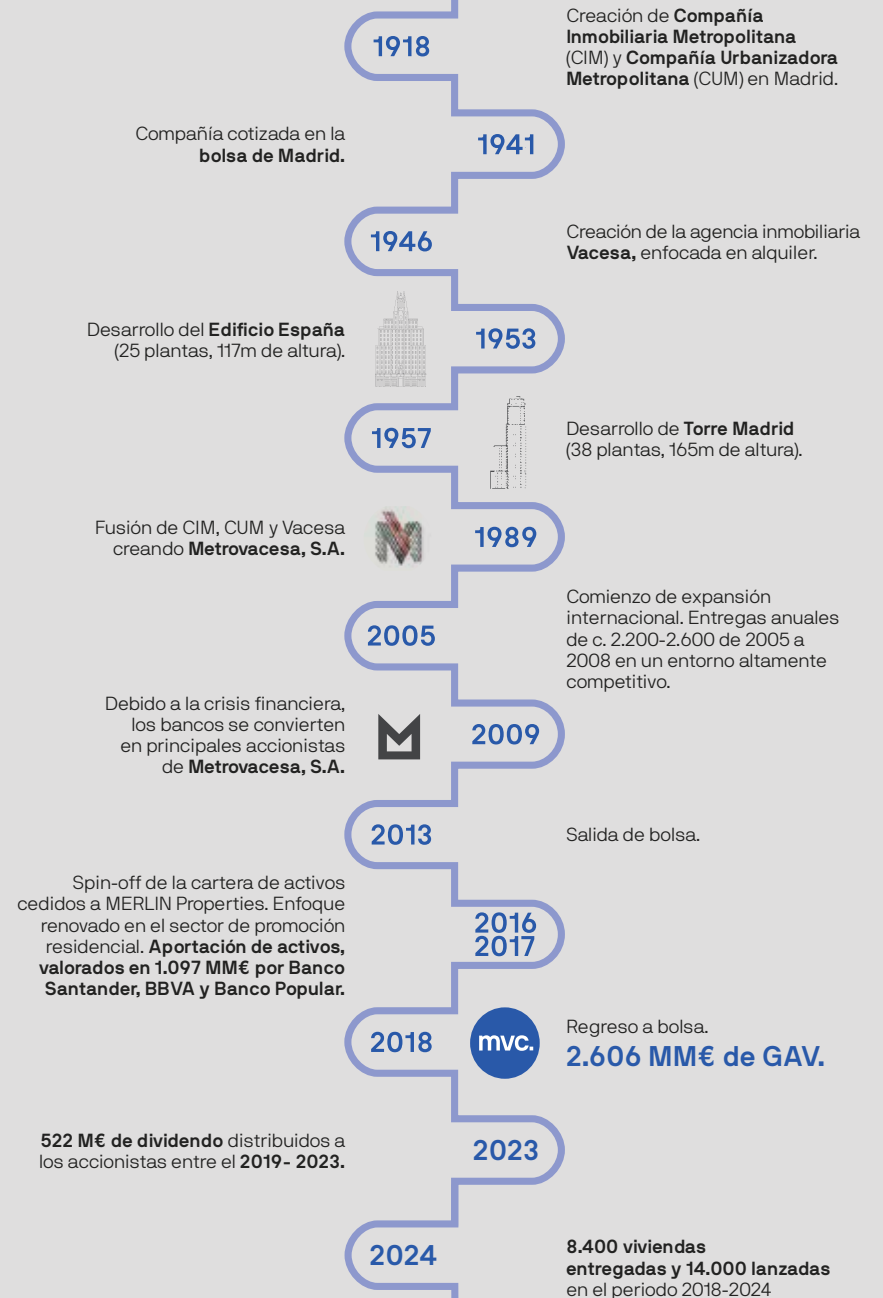 1918
Creación de Compañía
Inmobiliaria Metropolitana
(CIM) y Compañía Urbanizadora
Metropolitana (CUM) en Madrid.
Compañía cotizada en la
bolsa de Madrid.
1941
1946
Creación de la agencia inmobiliaria
Vacesa, enfocada en alquiler.
Desarrollo del Edificio España
(25 plantas, 117m de altura).
1953
1957
Desarrollo de Torre Madrid
(38 plantas, 165m de altura).
Fusión de CIM, CUM y Vacesa
creando Metrovacesa, S.A.
1989
2005
Comienzo de expansión
internacional. Entregas anuales
de c. 2.200-2.600 de 2005 a
2008 en un entorno altamente
competitivo.
Debido a la crisis financiera,
los bancos se convierten
en principales accionistas
de Metrovacesa, S.A.
2009
2013
Salida de bolsa.
Spin-off de la cartera de activos
cedidos a MERLIN Properties. Enfoque
renovado en el sector de promoción
residencial. Aportación de activos,
valorados en 1.097 MM€ por Banco
Santander, BBVA y Banco Popular.
2016
2017
2018
mvc.
Regreso a bolsa.
2.606 MM€ de GAV.
522 M€ de dividendo distribuidos a
los accionistas entre el 2019- 2023.
2023
2024
8.400 viviendas
entregadas y 14.000 lanzadas
en el periodo 2018-2024